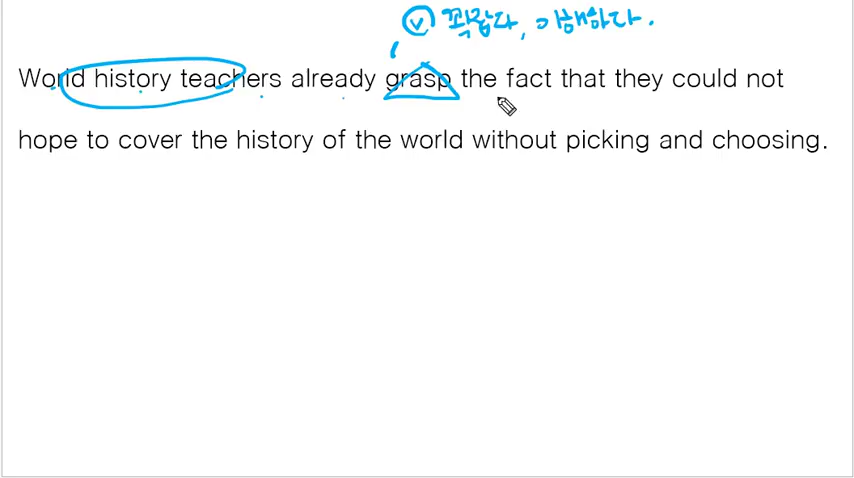 ⓥ 꽉잡다, 이해하다.
World history teachers already grasp the fact that they could not
hope to cover the history of the world without picking and choosing.